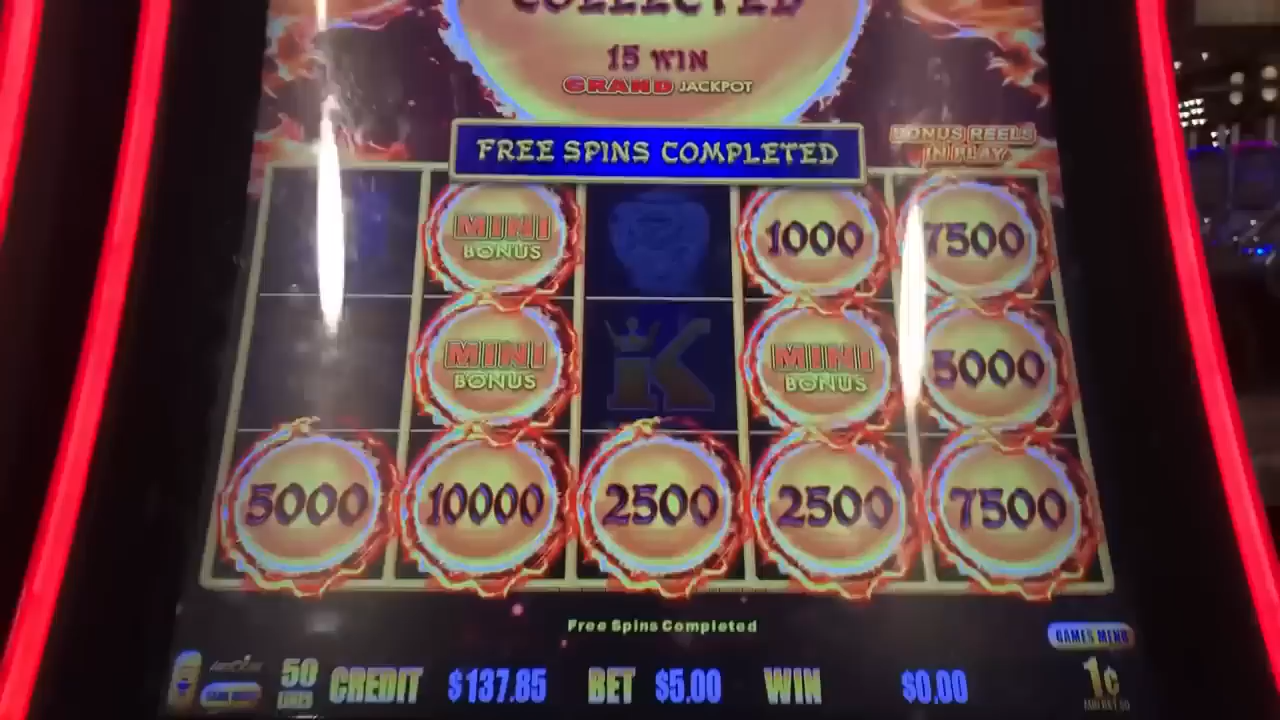 COLLECTED
15 WIN
GRAND JACKPOT
FREE SPINS COMPLETED
BONUS REELS
IN PLAY
MINI
BONUS
1000
7500
MINI
BONUS
K
MINI
BONUS
5000
5000
10000
2500
2500
7500
Free Spins Completed
GAMES MENU
50
LINES
CREDIT $137.85 BET $5.00 WIN $0.00
1¢